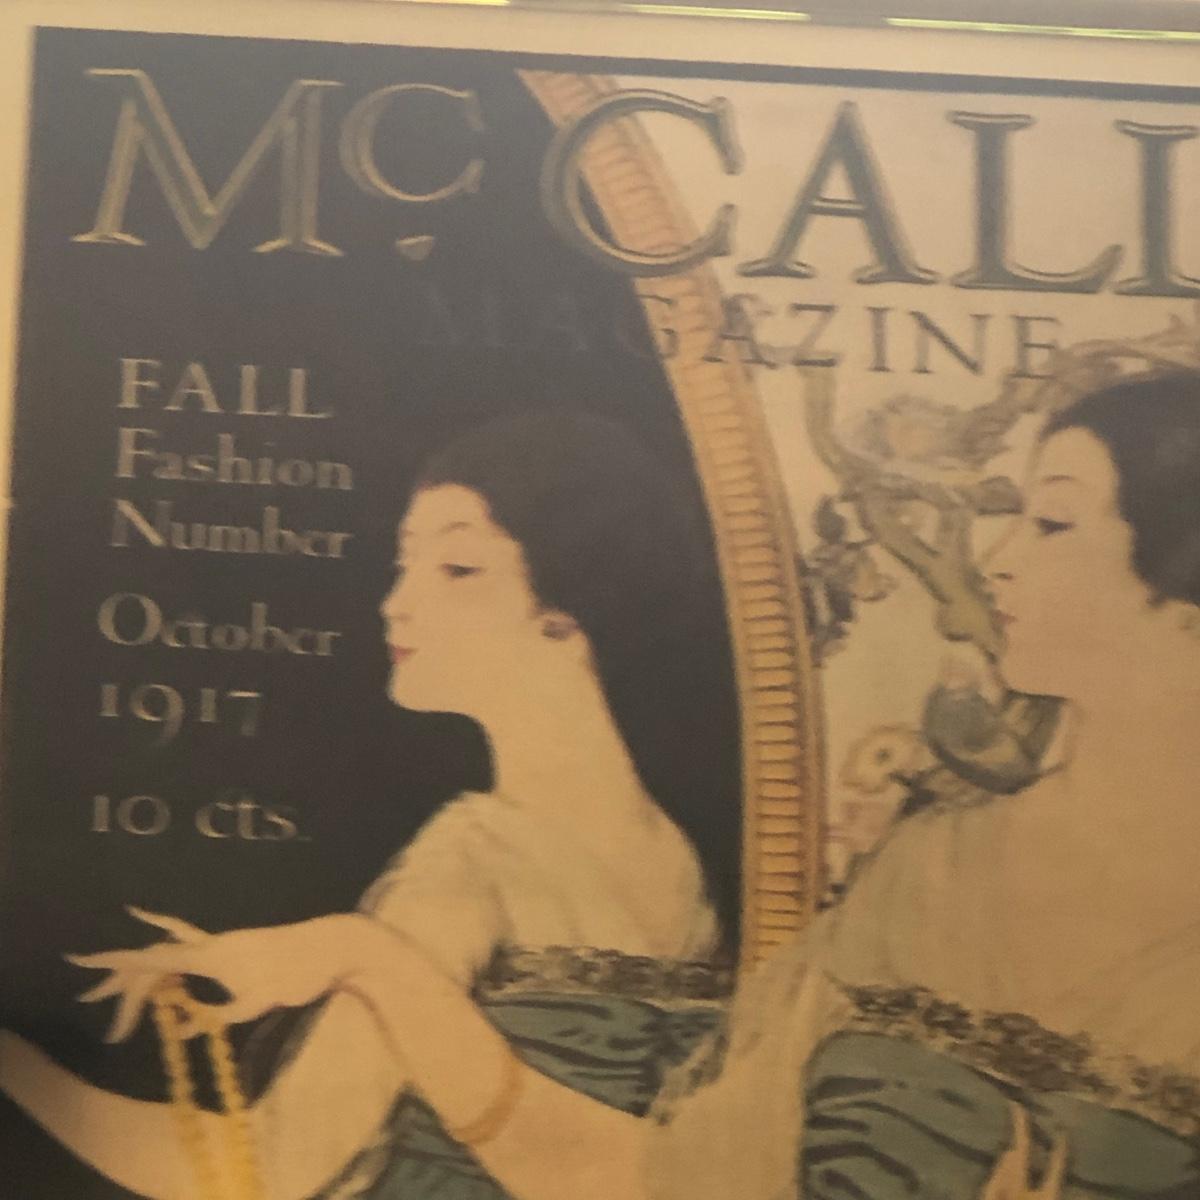 McCALL
MAGAZINE
FALL
Fashion
Number
October
1917
10 cts.